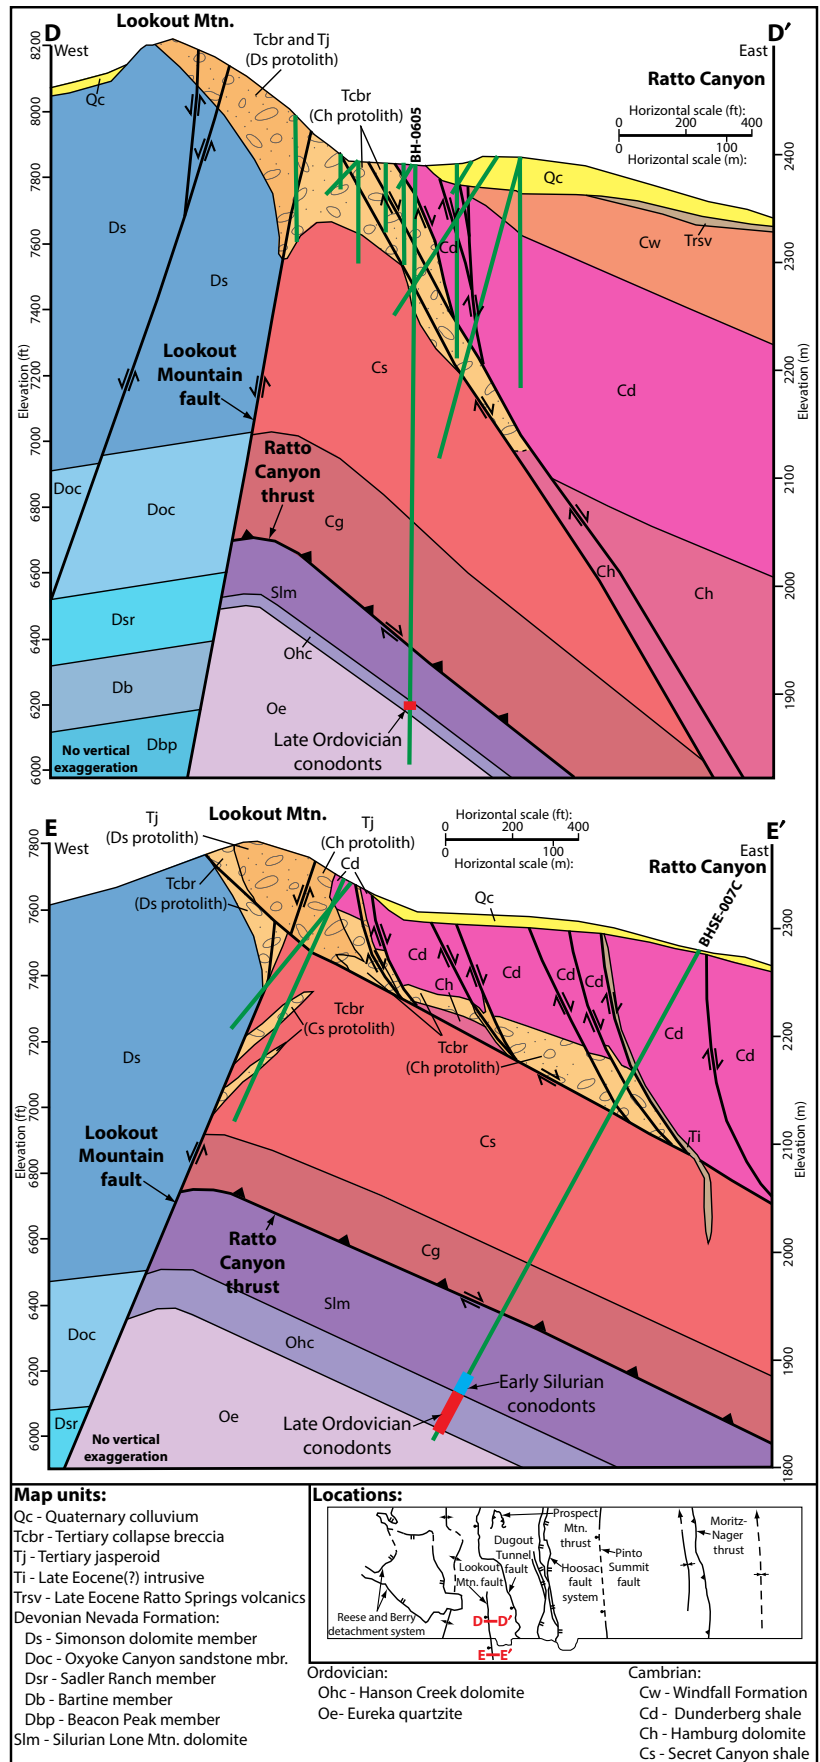 Lookout Mtn.
D
D′
West
East
Tcbr and Tj
(Ds protolith)
Ratto Canyon
Tcbr
(Ch protolith)
BH-0605
Horizontal scale (ft):
0
200
400
0
100
Horizontal scale (m):
8200
8000
7800
7600
7400
7200
7000
6800
6600
6400
6200
6000
Elevation (ft)
2400
2300
2200
2100
2000
1900
Elevation (m)
Qc
Qc
Cw
Trsv
Cd
Ds
Ds
Lookout
Mountain
fault
Cs
Cd
Ratto
Canyon
thrust
Doc
Doc
Cg
Ch
Ch
Slm
Dsr
Ohc
Db
Oe
Late Ordovician
conodonts
Dbp
No vertical
exaggeration
E
E′
West
East
Lookout Mtn.
Tj
(Ds protolith)
Tj
(Ch protolith)
Cd
Tcbr
(Ds protolith)
Horizontal scale (ft):
0
200
400
0
100
Horizontal scale (m):
Ratto Canyon
BHSE-007C
7800
7600
7400
7200
7000
6800
6600
6400
6200
6000
Elevation (ft)
2300
2200
2100
2000
1900
1800
Elevation (m)
Qc
Cd
Cd
Cd
Cd
Cd
Cd
Ch
Tcbr
(Cs protolith)
Tcbr
(Ch protolith)
Ds
Ti
Lookout
Mountain
fault
Cs
Ratto
Canyon
thrust
Cg
Slm
Doc
Ohc
Early Silurian
conodonts
Late Ordovician
conodonts
Oe
Dsr
No vertical
exaggeration
Map units:
Qc - Quaternary colluvium
Tcbr - Tertiary collapse breccia
Tj - Tertiary jasperoid
Ti - Late Eocene(?) intrusive
Trsv - Late Eocene Ratto Springs volcanics
Devonian Nevada Formation:
Ds - Simonson dolomite member
Doc - Oxyoke Canyon sandstone mbr.
Dsr - Sadler Ranch member
Db - Bartine member
Dbp - Beacon Peak member
Slm - Silurian Lone Mtn. dolomite
Locations:
Prospect
Mtn.
thrust
Moritz-
Nager
thrust
Dugout
Tunnel
fault
Lookout
Mtn. fault
Hoosac
fault
system
Pinto
Summit
fault
Reese and Berry
detachment system
D
D′
E
E′
Ordovician:
Ohc - Hanson Creek dolomite
Oe- Eureka quartzite
Cambrian:
Cw - Windfall Formation
Cd - Dunderberg shale
Ch - Hamburg dolomite
Cs - Secret Canyon shale